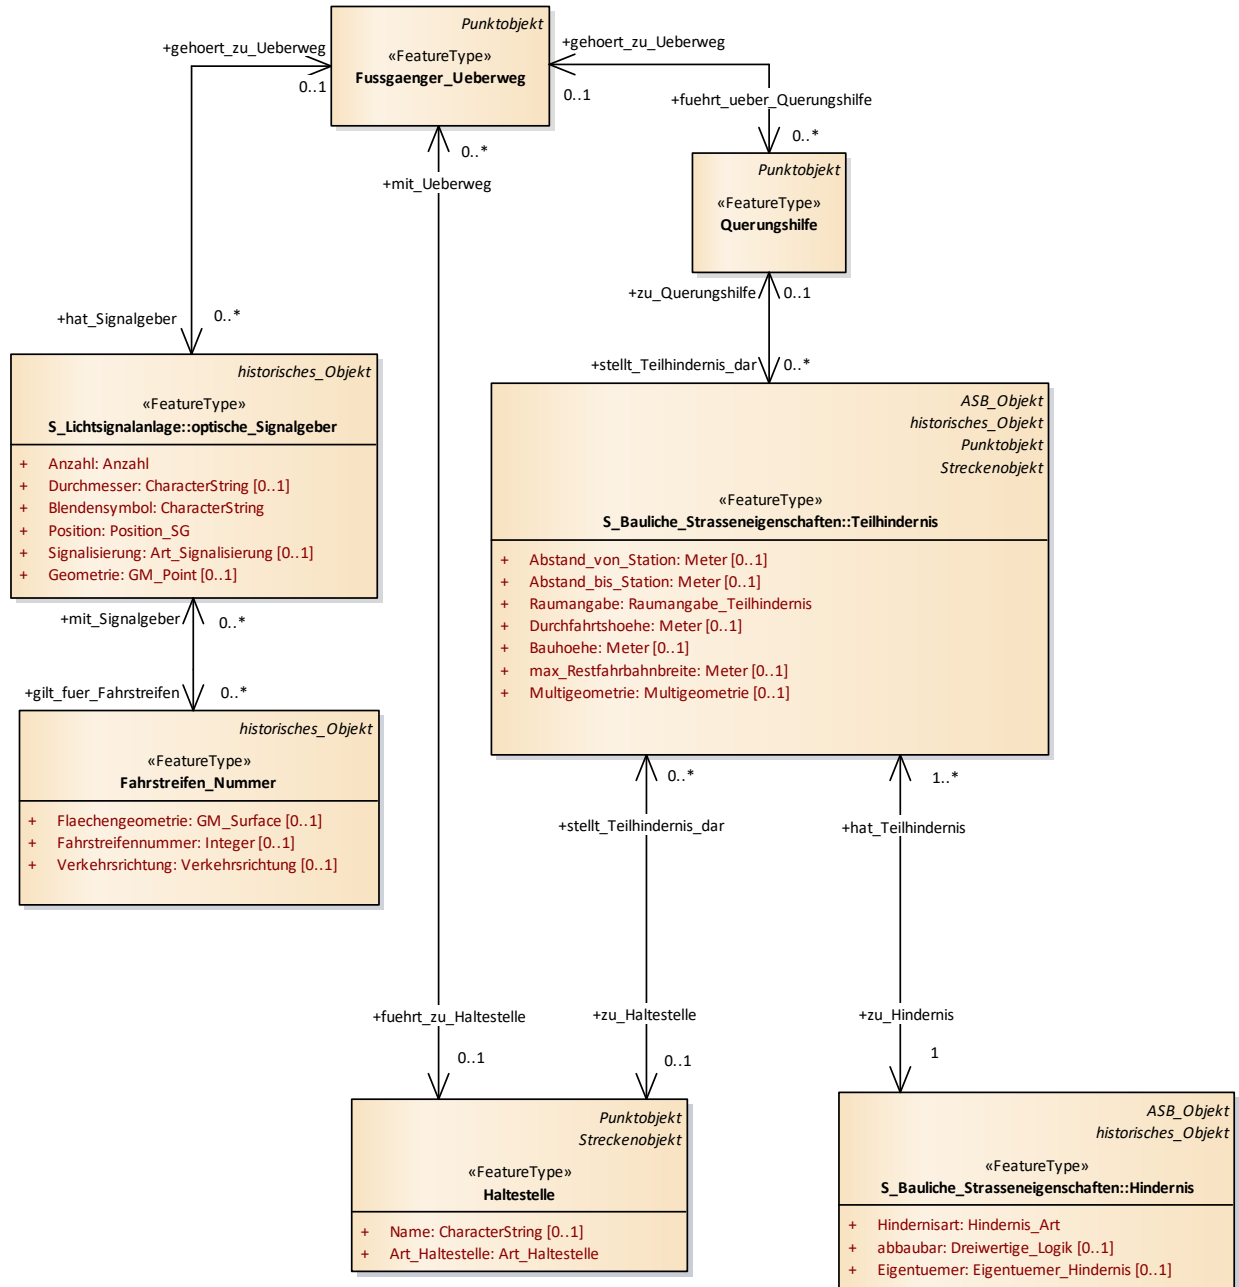 Punktobjekt
«FeatureType»
Fussgaenger_Ueberweg
+gehoert_zu_Ueberweg
0..1
+gehoert_zu_Ueberweg
0..1
+fuehrt_ueber_Querungshilfe
0..*
0..*
+mit_Ueberweg
Punktobjekt
«FeatureType»
Querungshilfe
+zu_Querungshilfe
0..1
+hat_Signalgeber
0..*
+stellt_Teilhindernis_dar
0..*
historisches_Objekt
«FeatureType»
S_Lichtsignalanlage::optische_Signalgeber
+ Anzahl: Anzahl
+ Durchmesser: CharacterString [0..1]
+ Blendensymbol: CharacterString
+ Position: Position_SG
+ Signalisierung: Art_Signalisierung [0..1]
+ Geometrie: GM_Point [0..1]
ASB_Objekt
historisches_Objekt
Punktobjekt
Streckenobjekt
«FeatureType»
S_Bauliche_Strasseneigenschaften::Teilhindernis
+ Abstand_von_Station: Meter [0..1]
+ Abstand_bis_Station: Meter [0..1]
+ Raumangabe: Raumangabe_Teilhindernis
+ Durchfahrtshoehe: Meter [0..1]
+ Bauhoehe: Meter [0..1]
+ max_Restfahrbahnbreite: Meter [0..1]
+ Multigeometrie: Multigeometrie [0..1]
+mit_Signalgeber
0..*
+gilt_fuer_Fahrstreifen
0..*
historisches_Objekt
«FeatureType»
Fahrstreifen_Nummer
+ Flaechengeometrie: GM_Surface [0..1]
+ Fahrstreifennummer: Integer [0..1]
+ Verkehrsrichtung: Verkehrsrichtung [0..1]
0..*
+stellt_Teilhindernis_dar
1..*
+hat_Teilhindernis
+fuehrt_zu_Haltestelle
0..1
+zu_Haltestelle
0..1
+zu_Hindernis
1
Punktobjekt
Streckenobjekt
«FeatureType»
Haltestelle
+ Name: CharacterString [0..1]
+ Art_Haltestelle: Art_Haltestelle
ASB_Objekt
historisches_Objekt
«FeatureType»
S_Bauliche_Strasseneigenschaften::Hindernis
+ Hindernisart: Hindernis_Art
+ abbaubar: Dreiwertige_Logik [0..1]
+ Eigentuemer: Eigentuemer_Hindernis [0..1]